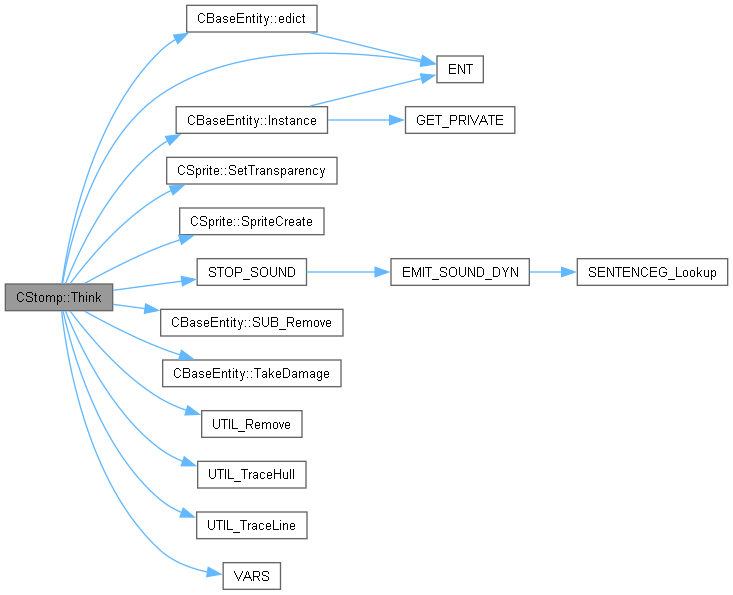 CBaseEntity::edict
ENT
CBaseEntity::Instance
GET_PRIVATE
CSprite::SetTransparency
CSprite::SpriteCreate
STOP_SOUND
EMIT_SOUND_DYN
SENTENCEG_Lookup
CStomp::Think
CBaseEntity::SUB_Remove
CBaseEntity::TakeDamage
UTIL_Remove
UTIL_TraceHull
UTIL_TraceLine
VARS